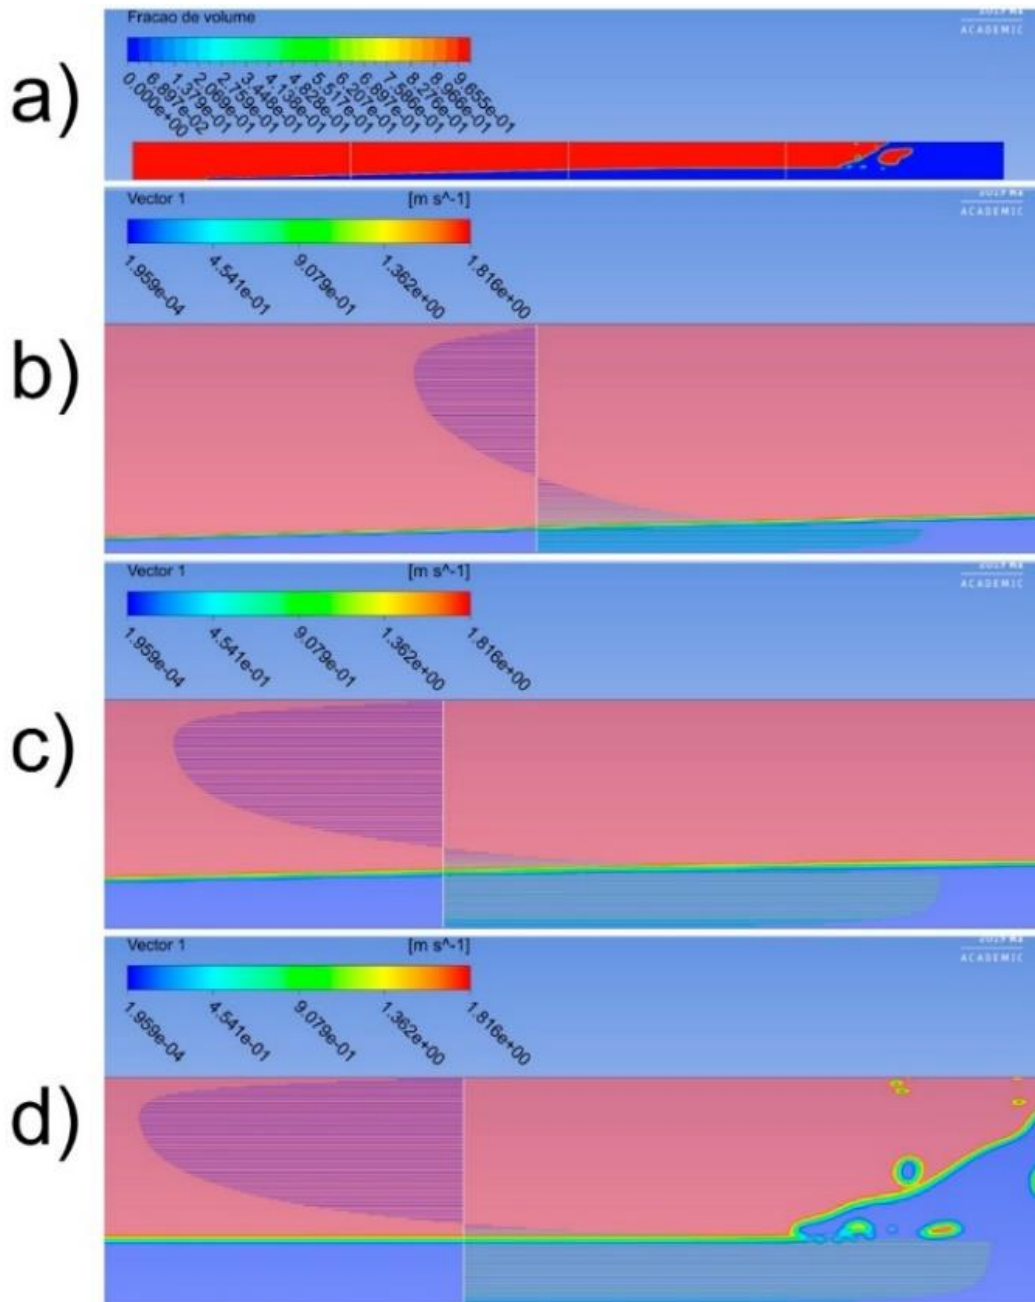 a)
Fracao de volume
0.000e+00
6.897e-02
1.379e-01
2.069e-01
2.759e-01
3.448e-01
4.138e-01
4.828e-01
5.517e-01
6.207e-01
6.897e-01
7.586e-01
8.276e-01
8.966e-01
9.655e-01
ACADEMIC
b)
Vector 1
[m s^-1]
1.959e-04
4.541e-01
9.079e-01
1.362e+00
1.816e+00
ACADEMIC
c)
Vector 1
[m s^-1]
1.959e-04
4.541e-01
9.079e-01
1.362e+00
1.816e+00
ACADEMIC
d)
Vector 1
[m s^-1]
1.959e-04
4.541e-01
9.079e-01
1.362e+00
1.816e+00
ACADEMIC